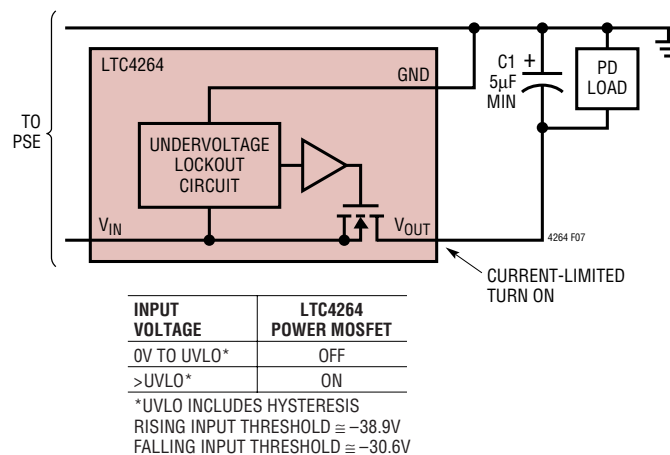 LTC4264
GND
C1
5μF
MIN
+
PD
LOAD
TO
PSE
UNDERVOLTAGE
LOCKOUT
CIRCUIT
VIN
VOUT
4264 F07
CURRENT-LIMITED
TURN ON
INPUT VOLTAGE LTC4264 POWER MOSFET
0V TO UVLO* OFF
>UVLO* ON
*UVLO INCLUDES HYSTERESIS
RISING INPUT THRESHOLD ≅ –38.9V
FALLING INPUT THRESHOLD ≅ –30.6V